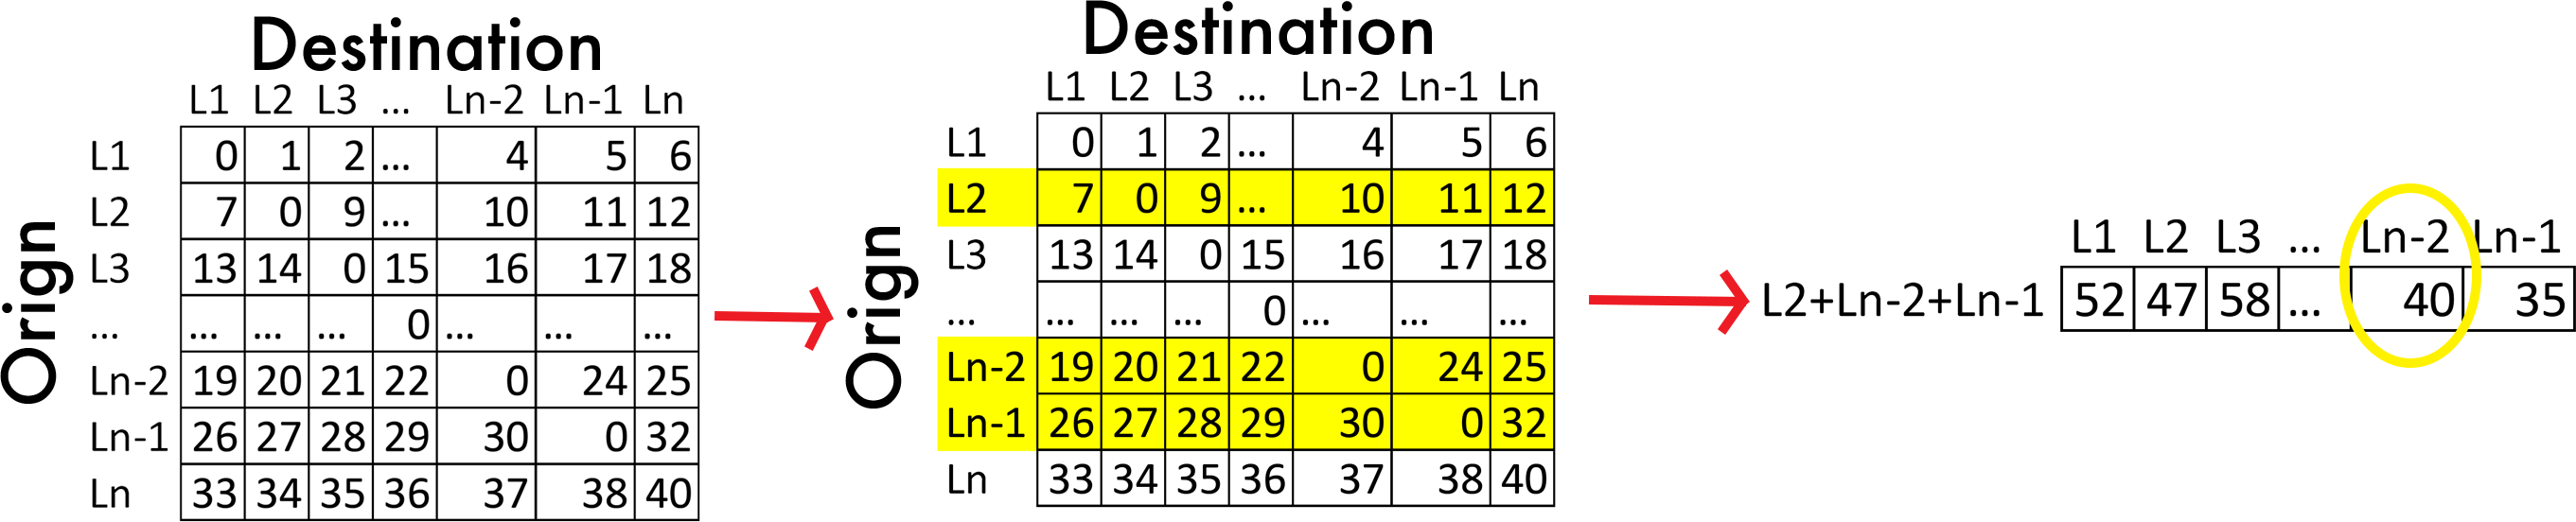 Destination
L1 L2 L3 ... Ln-2 Ln-1 Ln
Orign
L1 0 1 2 ... 4 5 6
L2 7 0 9 ... 10 11 12
L3 13 14 0 15 16 17 18
... ... ... ... 0 ... ... ...
Ln-2 19 20 21 22 0 24 25
Ln-1 26 27 28 29 30 0 32
Ln 33 34 35 36 37 38 40
Destination
L1 L2 L3 ... Ln-2 Ln-1 Ln
Orign
L1 0 1 2 ... 4 5 6
L2 7 0 9 ... 10 11 12
L3 13 14 0 15 16 17 18
... ... ... ... 0 ... ... ...
Ln-2 19 20 21 22 0 24 25
Ln-1 26 27 28 29 30 0 32
Ln 33 34 35 36 37 38 40
L1 L2 L3 ... Ln-2 Ln-1
L2+Ln-2+Ln-1 52 47 58 ... 40 35